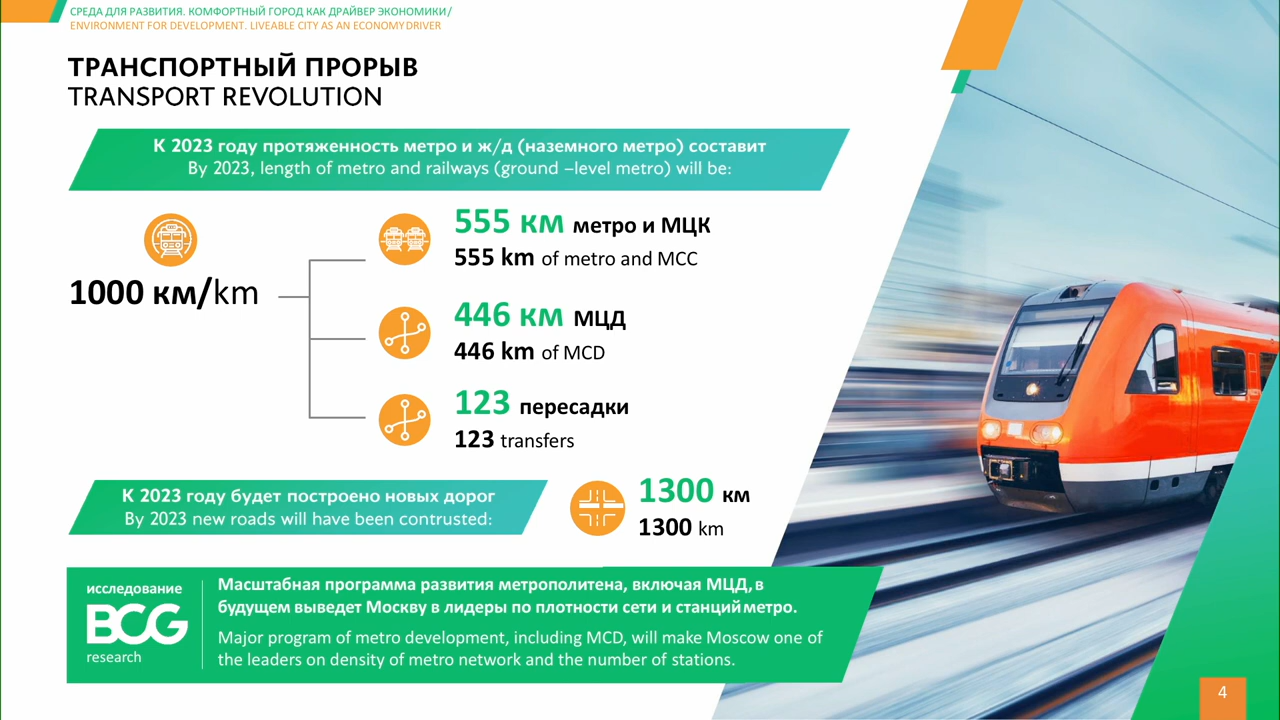 СРЕДА ДЛЯ РАЗВИТИЯ. КОМФОРТНЫЙ ГОРОД КАК ДРАЙВЕР ЭКОНОМИКИ/
ENVIRONMENT FOR DEVELOPMENT. LIVEABLE CITY AS AN ECONOMY DRIVER
ТРАНСПОРТНЫЙ ПРОРЫВ
TRANSPORT REVOLUTION
К 2023 году протяженность метро и ж/д (наземного метро) составит
By 2023, length of metro and railways (ground –level metro) will be:
1000 км/km
555 км метро и МЦК
555 km of metro and MCC
446 км МЦД
446 km of MCD
123 пересадки
123 transfers
К 2023 году будет построено новых дорог
By 2023 new roads will have been contrusted:
1300 км
1300 km
исследование
BCG
research
Масштабная программа развития метрополитена, включая МЦД, в
будущем выведет Москву в лидеры по плотности сети и станций метро.
Major program of metro development, including MCD, will make Moscow one of
the leaders on density of metro network and the number of stations.
4